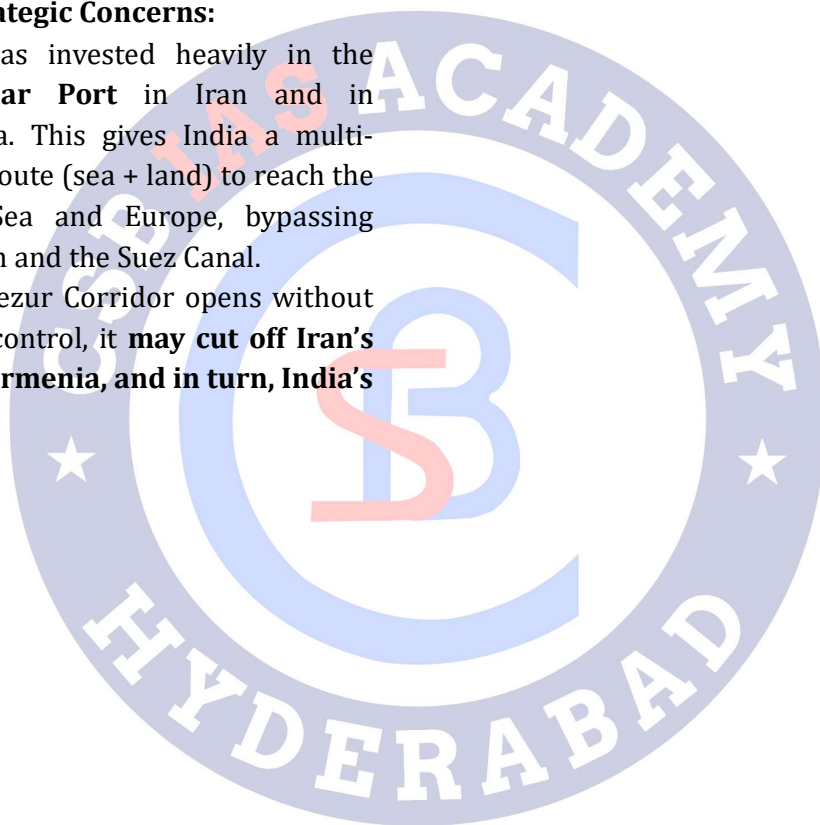 ategic Concerns:
as invested heavily in the
ar Port in Iran and in
a. This gives India a multi-
oute (sea + land) to reach the
Sea and Europe, bypassing
n and the Suez Canal.
ezur Corridor opens without
control, it may cut off Iran’s
rmenia, and in turn, India’s
CSB IAS ACADEMY
CSB
HYDERABAD